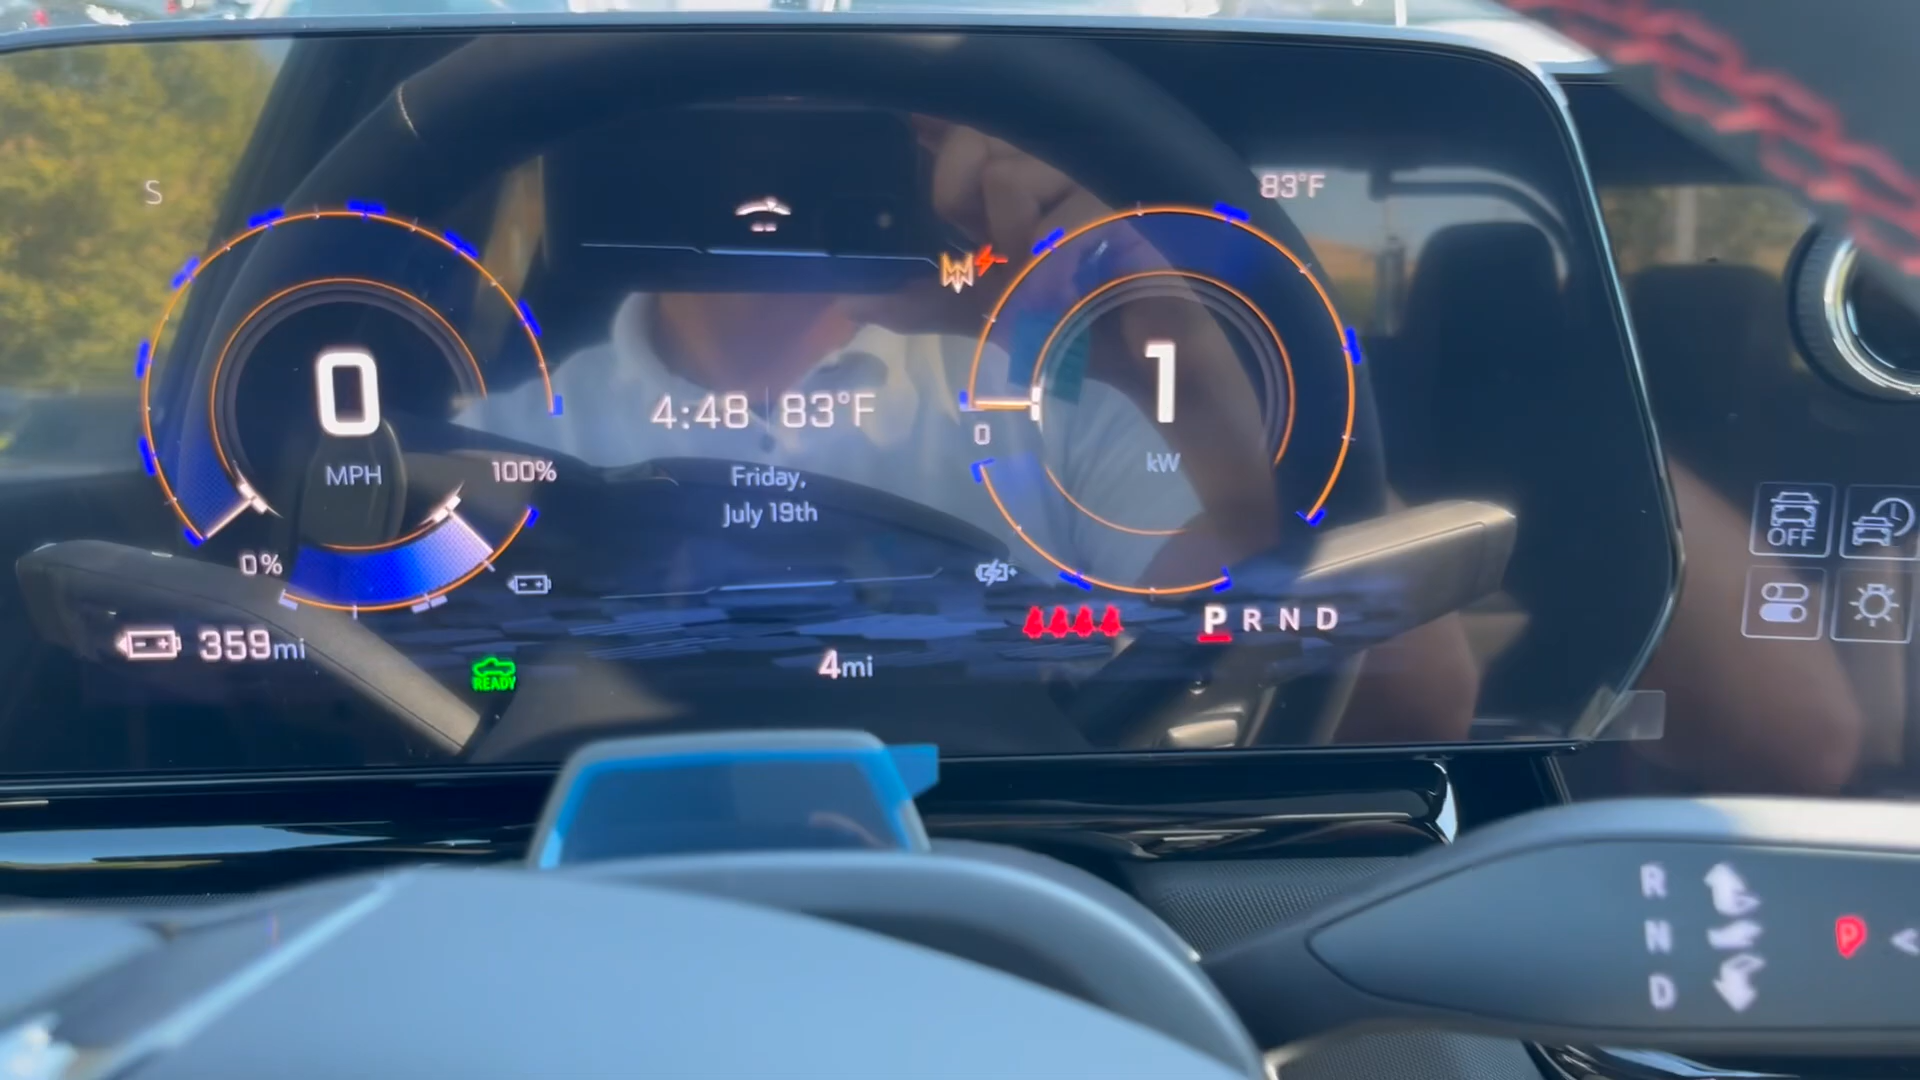 S
83°F
0
MPH
4:48 83°F
Friday,
July 19th
1
kW
0
100%
0%
359mi
READY
4mi
P R N D
OFF
R
N
D
P <